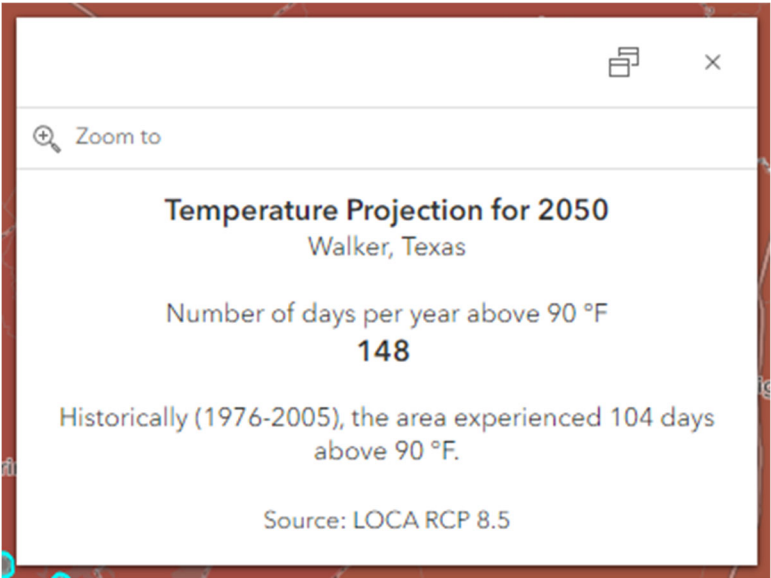 Zoom to
Temperature Projection for 2050
Walker, Texas
Number of days per year above 90 °F
148
Historically (1976-2005), the area experienced 104 days
above 90 °F.
Source: LOCA RCP 8.5